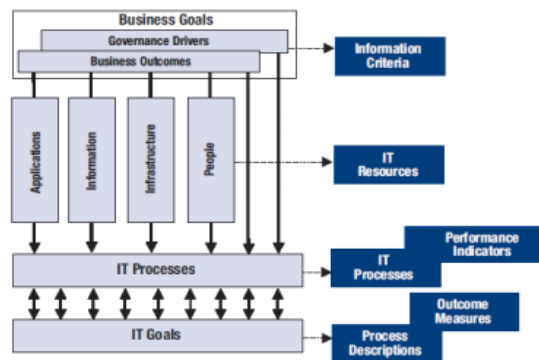 Business Goals
Governance Drivers
Business Outcomes
Information
Criteria
Applications
Information
Infrastructure
People
IT
Resources
IT Processes
Performance
Indicators
IT
Processes
IT Goals
Outcome
Measures
Process
Descriptions